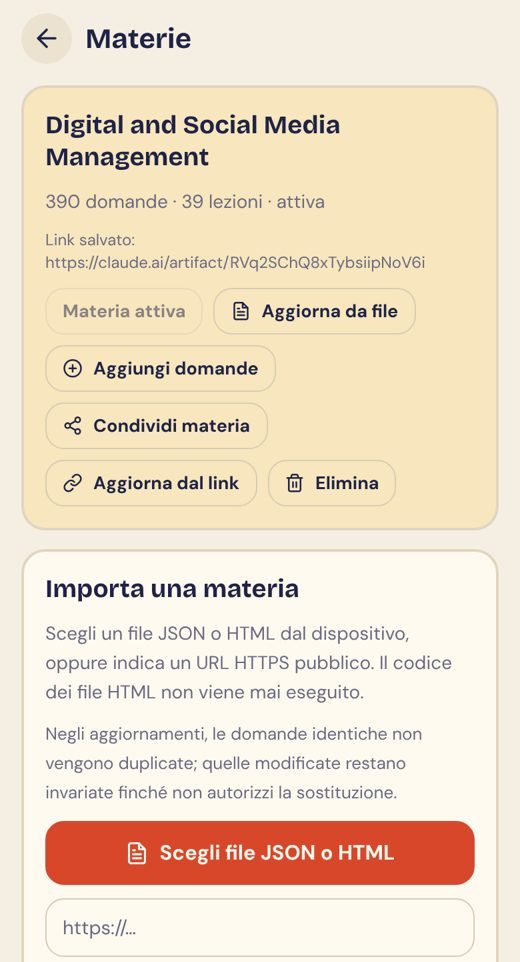 Materie
Digital and Social Media
Management
390 domande · 39 lezioni · attiva
Link salvato:
https://claude.ai/artifact/RVq2SChQ8xTybsiipNoV6i
Materia attiva
Aggiorna da file
Aggiungi domande
Condividi materia
Aggiorna dal link
Elimina
Importa una materia
Scegli un file JSON o HTML dal dispositivo,
oppure indica un URL HTTPS pubblico. Il codice
dei file HTML non viene mai eseguito.
Negli aggiornamenti, le domande identiche non
vengono duplicate; quelle modificate restano
invariate finché non autorizzi la sostituzione.
Scegli file JSON o HTML
https://...